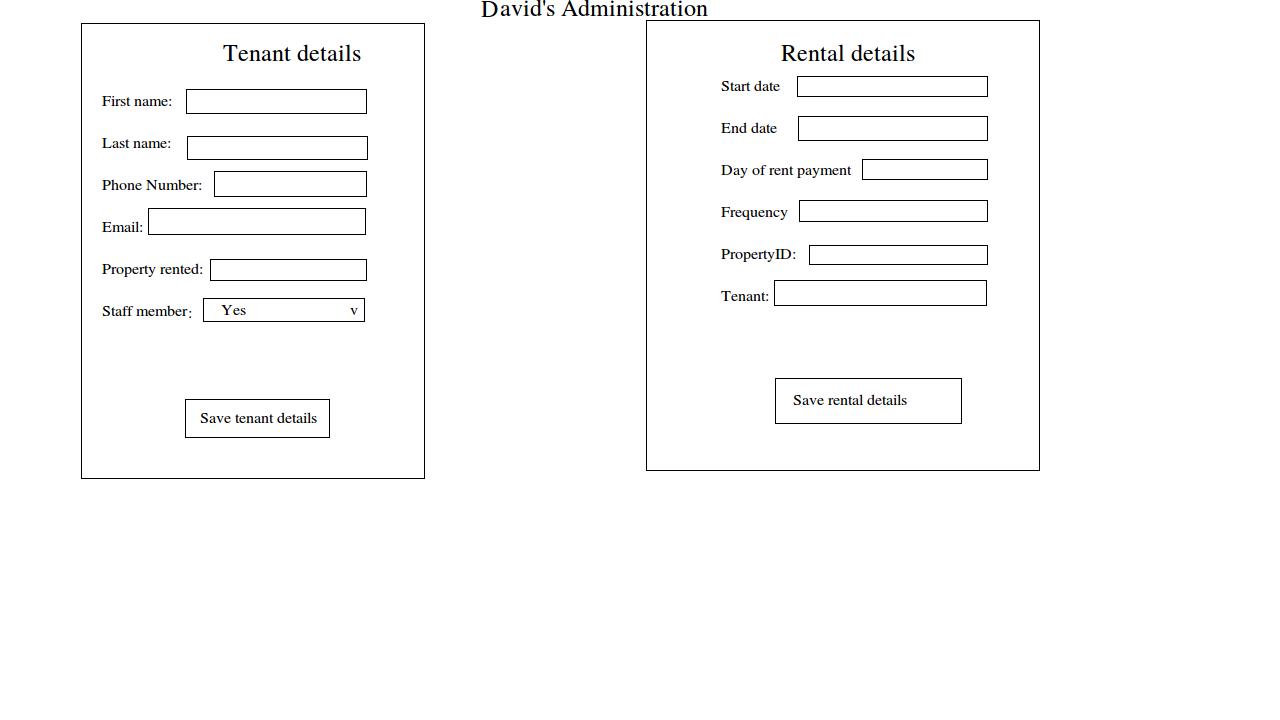 David's Administration
Tenant details
First name:
Last name:
Phone Number:
Email:
Property rented:
Staff member: Yes v
Save tenant details
Rental details
Start date
End date
Day of rent payment
Frequency
PropertyID:
Tenant:
Save rental details